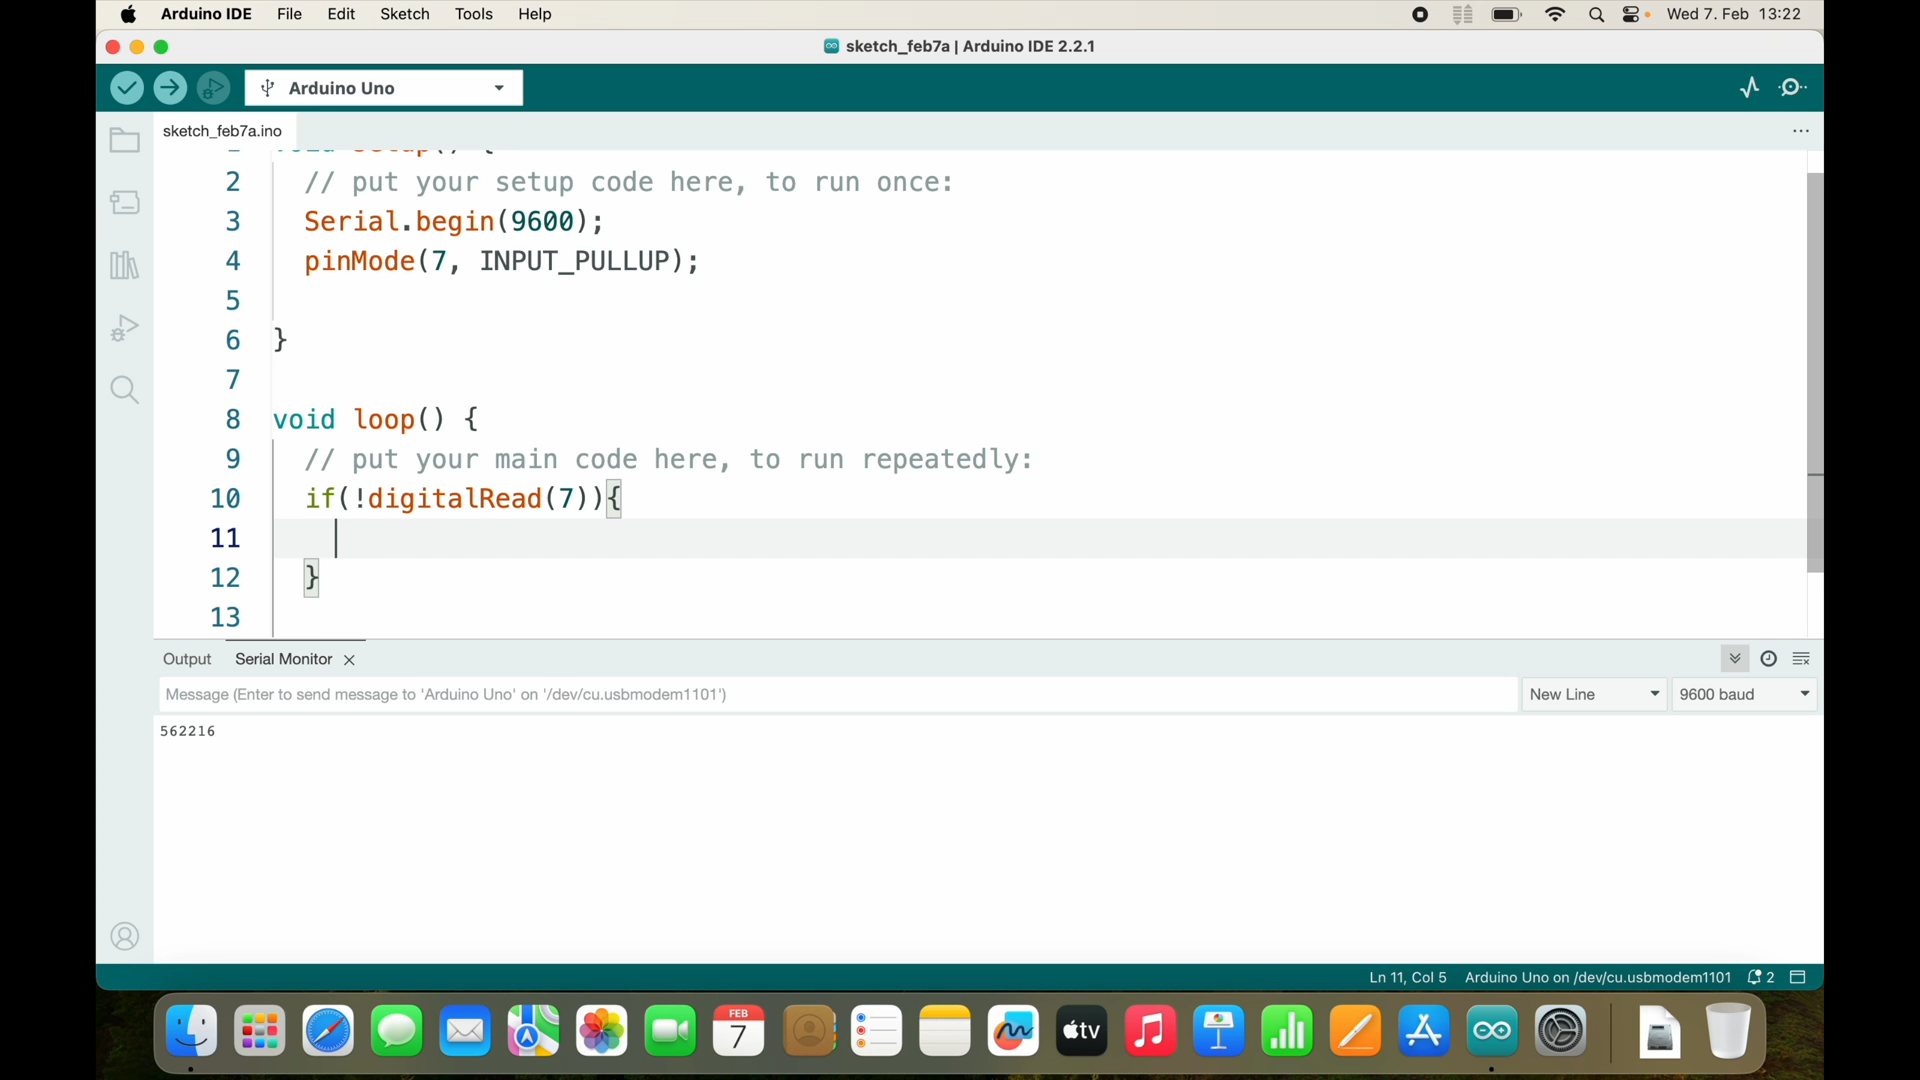 Arduino IDE File Edit Sketch Tools Help Wed 7. Feb 13:22
sketch_feb7a | Arduino IDE 2.2.1
Arduino Uno
sketch_feb7a.ino
2 // put your setup code here, to run once:
3 Serial.begin(9600);
4 pinMode(7, INPUT_PULLUP);
5
6 }
7
8 void loop() {
9 // put your main code here, to run repeatedly:
10 if(!digitalRead(7)){
11
12 }
13
Output Serial Monitor
Message (Enter to send message to 'Arduino Uno' on '/dev/cu.usbmodem1101') New Line 9600 baud
562216
Ln 11, Col 5 Arduino Uno on /dev/cu.usbmodem1101 2
FEB
7
tv